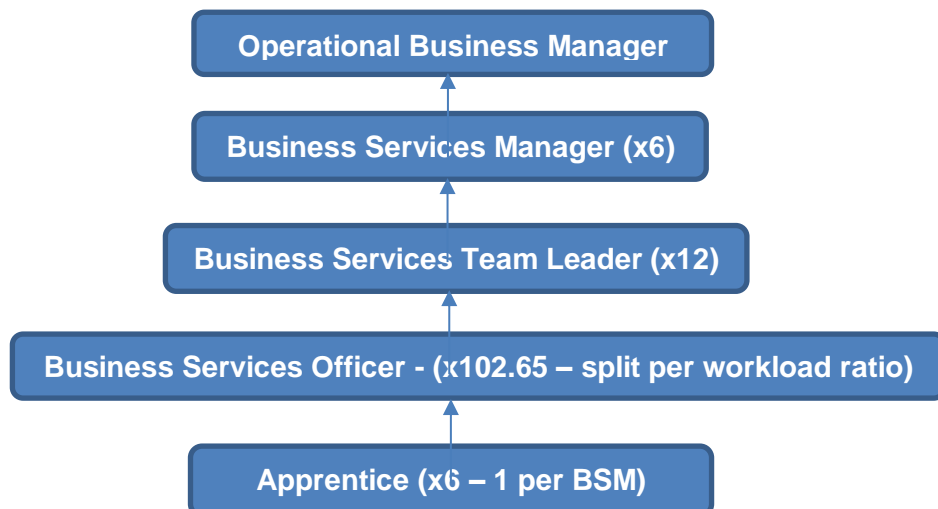 Operational Business Manager
Business Services Manager (x6)
Business Services Team Leader (x12)
Business Services Officer - (x102.65 – split per workload ratio)
Apprentice (x6 – 1 per BSM)